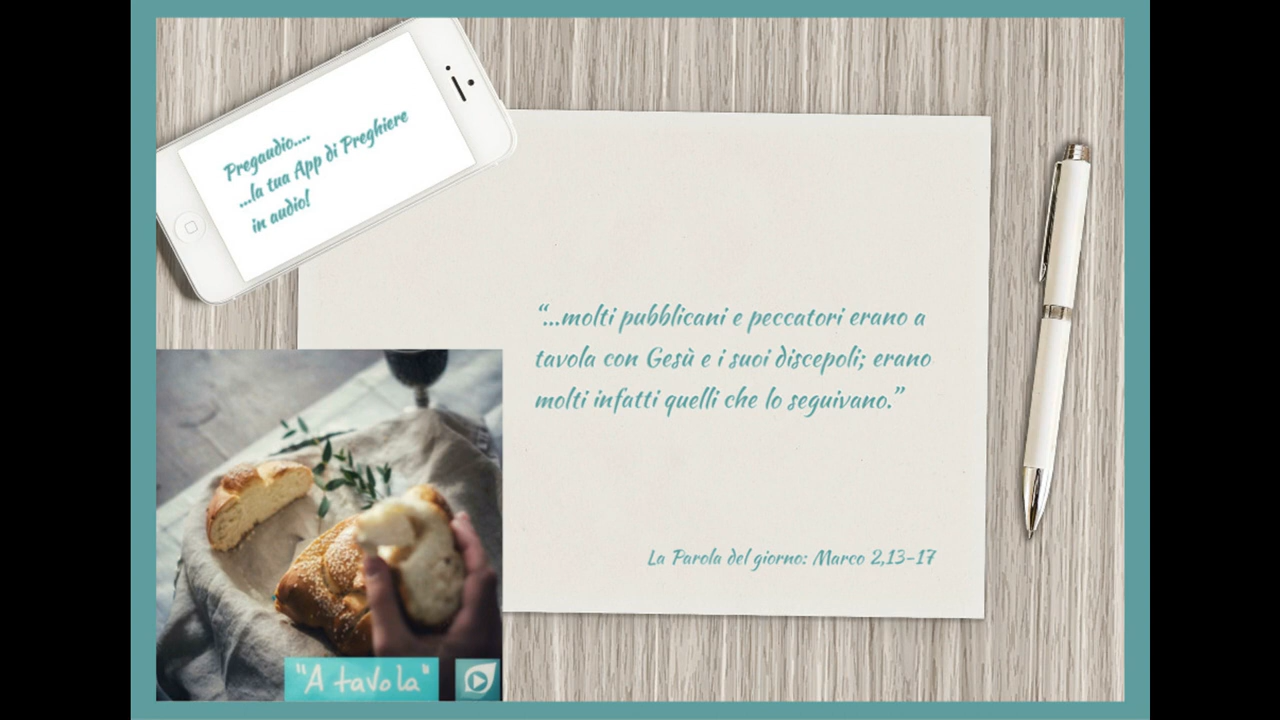 Pregaudio....
...la tua App di Preghiere
in audio!
“...molti pubblicani e peccatori erano a
tavola con Gesù e i suoi discepoli; erano
molti infatti quelli che lo seguivano.”
La Parola del giorno: Marco 2,13-17
"A tavola"